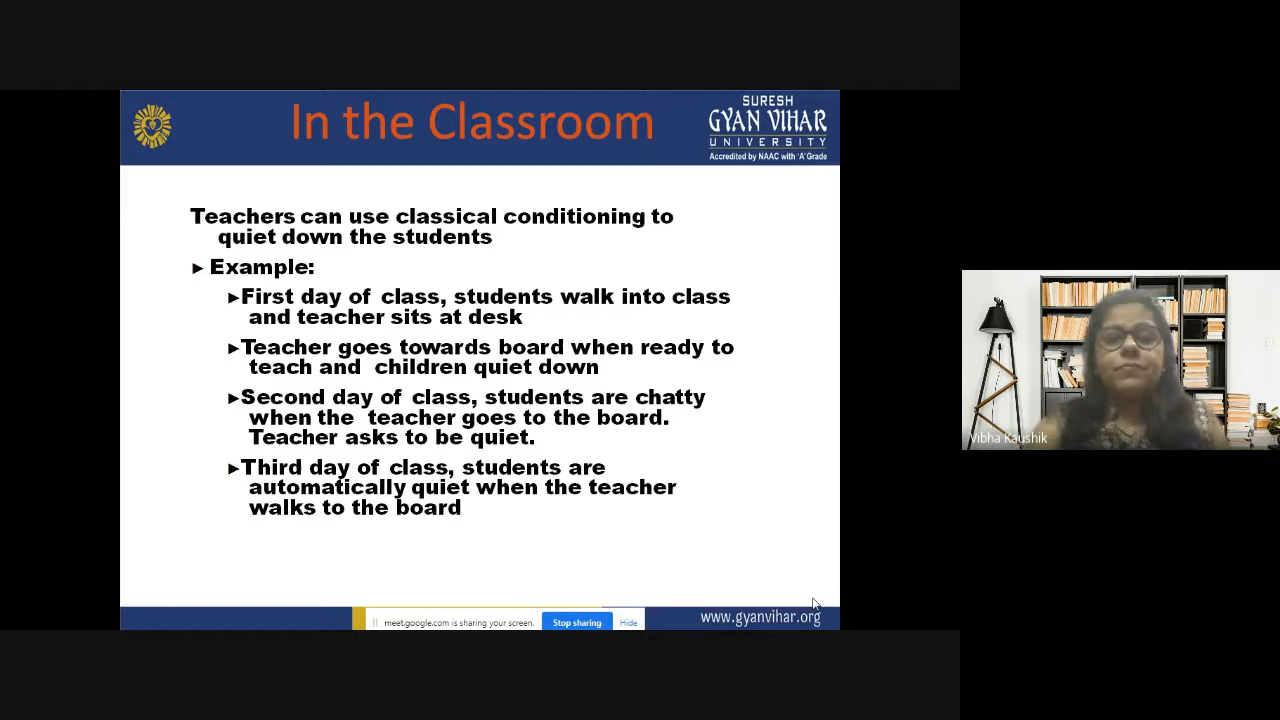 In the Classroom
SURESH
GYAN VIHAR
UNIVERSITY
Accredited by NAAC with 'A' Grade
Teachers can use classical conditioning to
quiet down the students
► Example:
►First day of class, students walk into class
and teacher sits at desk
►Teacher goes towards board when ready to
teach and children quiet down
►Second day of class, students are chatty
when the teacher goes to the board.
Teacher asks to be quiet.
►Third day of class, students are
automatically quiet when the teacher
walks to the board
Vibha Kaushik
meet.google.com is sharing your screen.
Stop sharing
Hide
www.gyanvihar.org